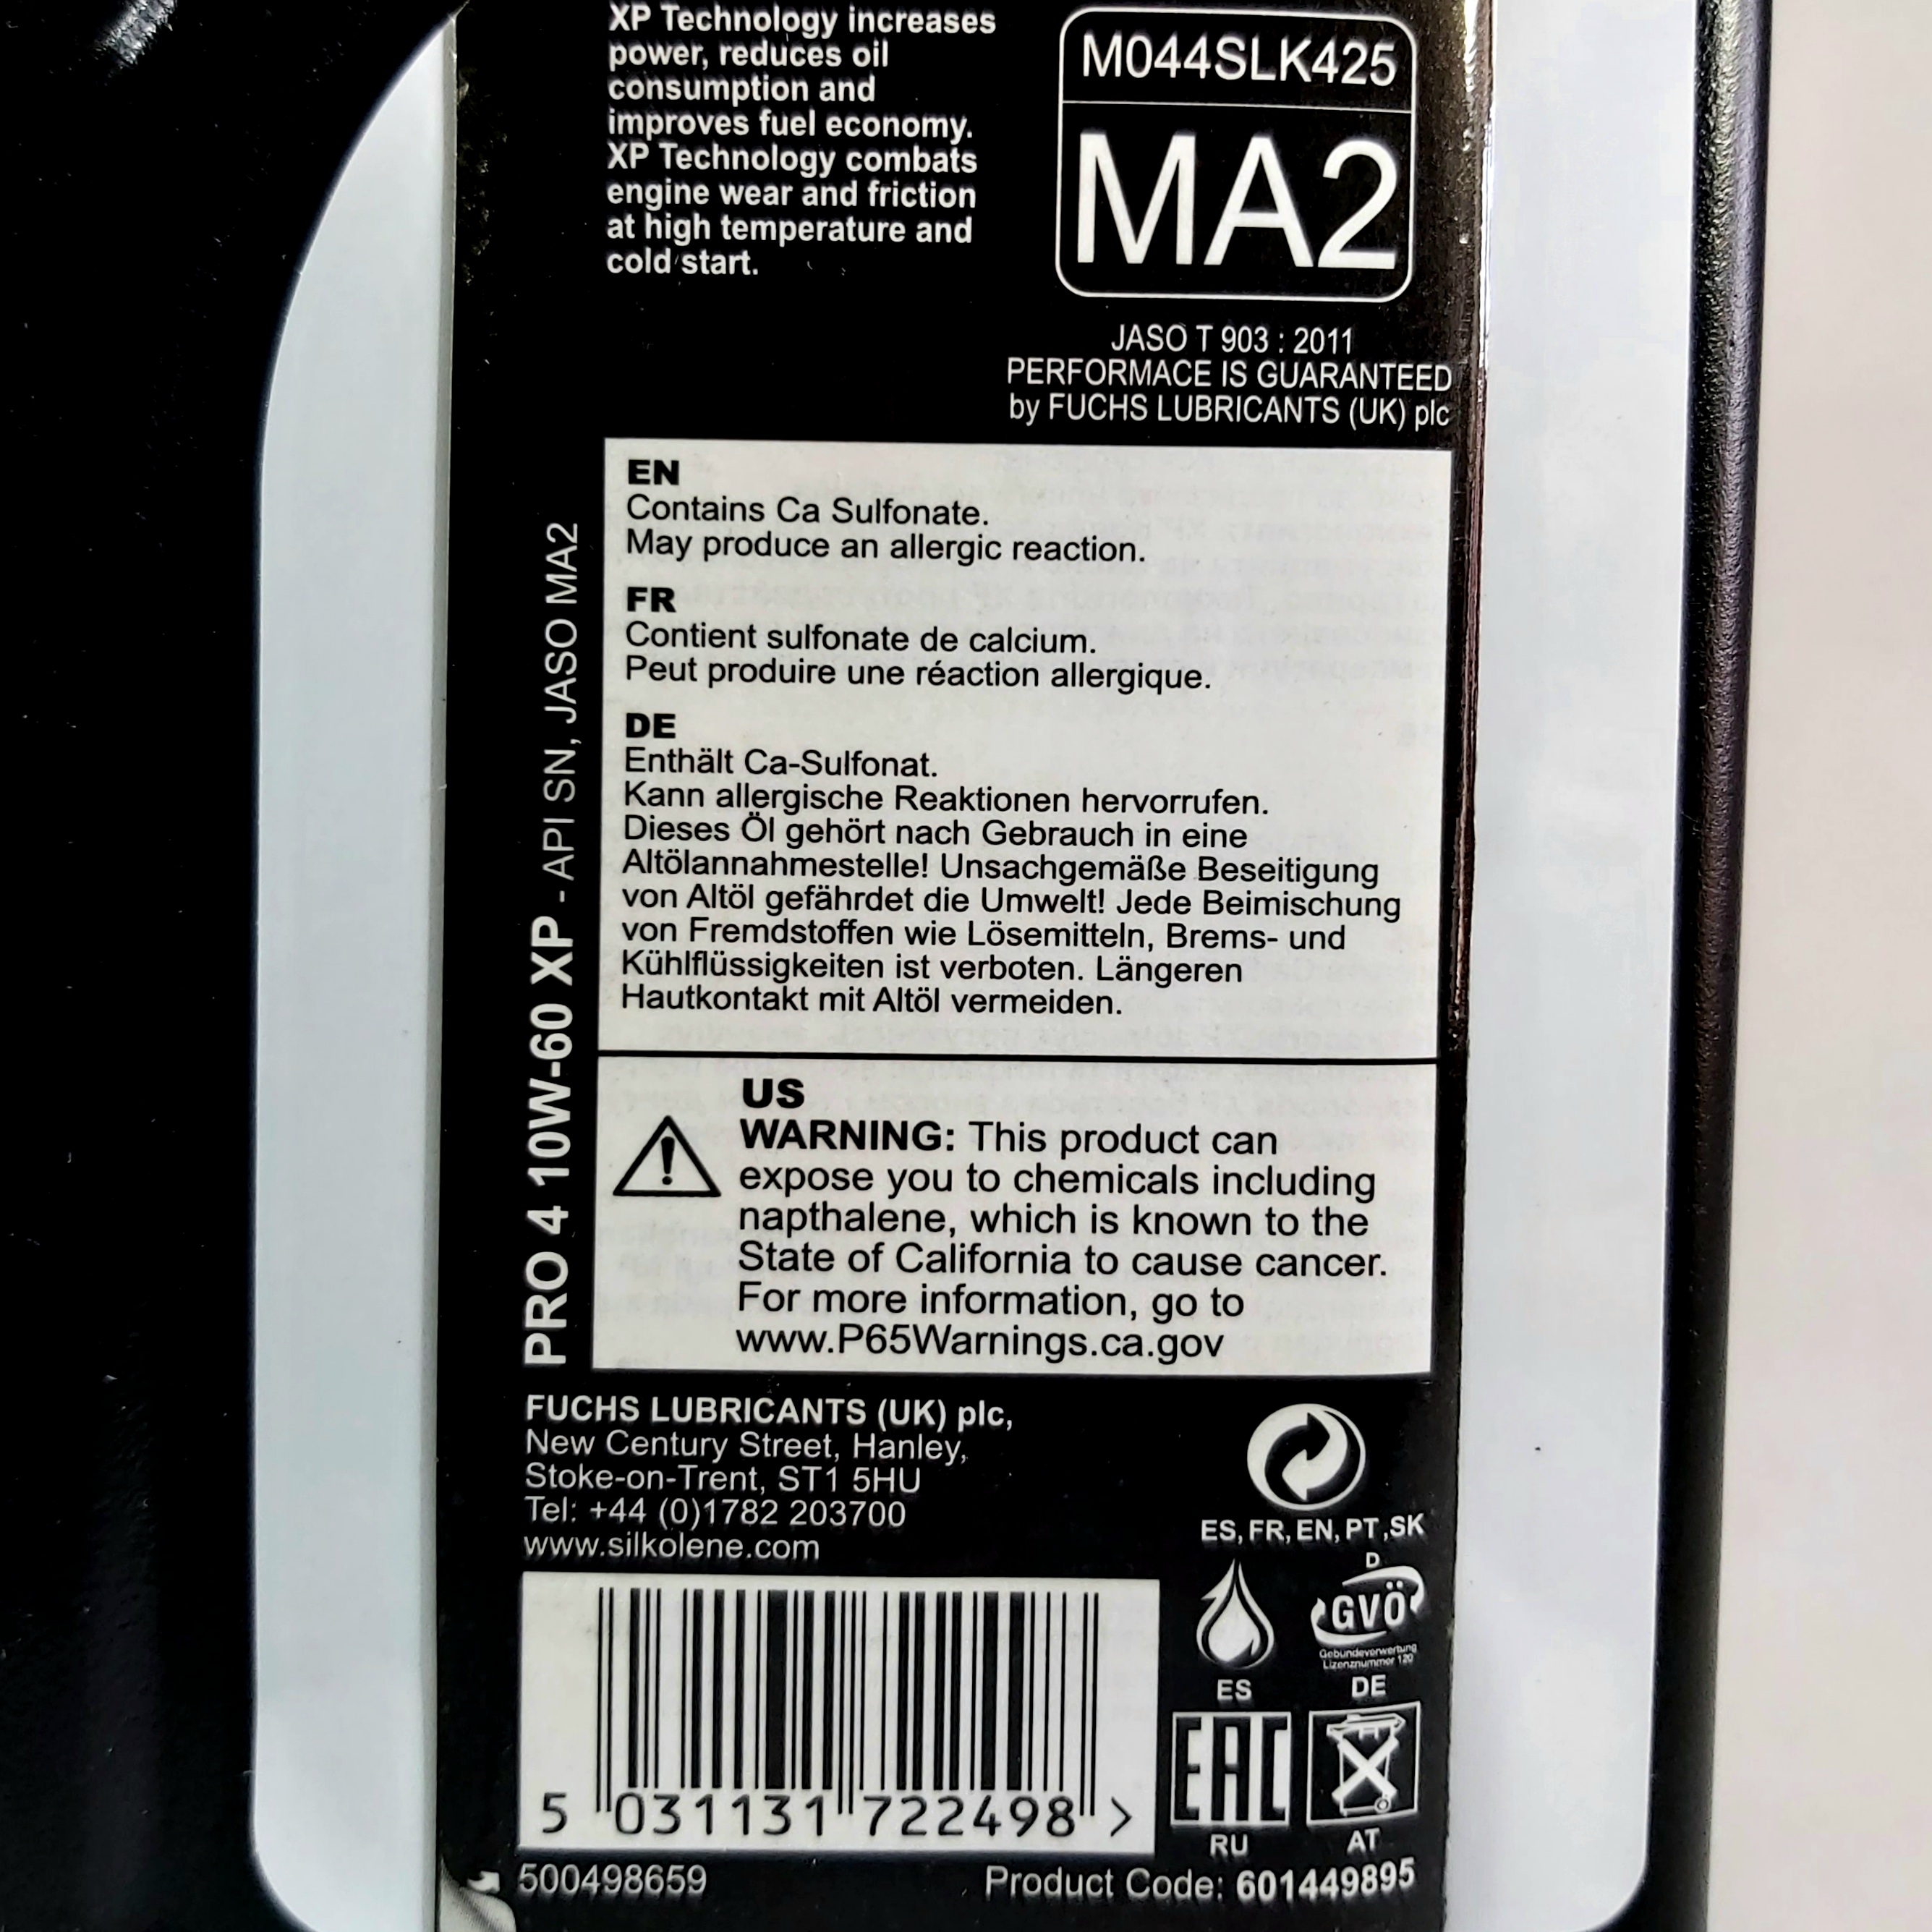 XP Technology increases
power, reduces oil
consumption and
improves fuel economy.
XP Technology combats
engine wear and friction
at high temperature and
cold start.
M044SLK425
MA2
JASO T 903 : 2011
PERFORMACE IS GUARANTEED
by FUCHS LUBRICANTS (UK) plc
PRO 4 10W-60 XP - API SN, JASO MA2
EN
Contains Ca Sulfonate.
May produce an allergic reaction.
FR
Contient sulfonate de calcium.
Peut produire une réaction allergique.
DE
Enthält Ca-Sulfonat.
Kann allergische Reaktionen hervorrufen.
Dieses Öl gehört nach Gebrauch in eine
Altölannahmestelle! Unsachgemäße Beseitigung
von Altöl gefährdet die Umwelt! Jede Beimischung
von Fremdstoffen wie Lösemitteln, Brems- und
Kühlflüssigkeiten ist verboten. Längeren
Hautkontakt mit Altöl vermeiden.
US
WARNING: This product can
expose you to chemicals including
napthalene, which is known to the
State of California to cause cancer.
For more information, go to
www.P65Warnings.ca.gov
FUCHS LUBRICANTS (UK) plc,
New Century Street, Hanley,
Stoke-on-Trent, ST1 5HU
Tel: +44 (0)1782 203700
www.silkolene.com
ES, FR, EN, PT ,SK
D
GVÖ
Gebundeverwertung
Lizenznummer 120
ES
DE
EAC
RU
AT
5 031131 722498 >
500498659
Product Code: 601449895